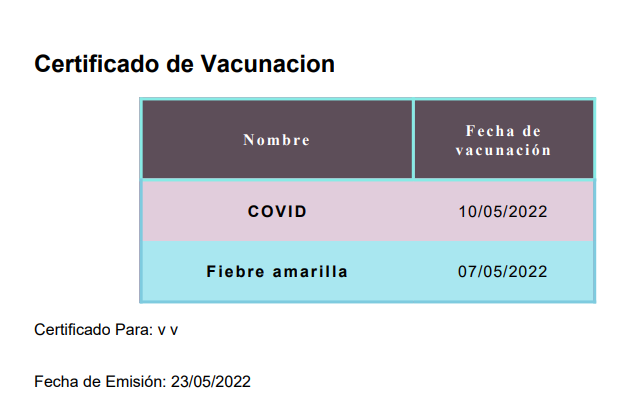 Certificado de Vacunacion
Nombre
Fecha de
vacunación
COVID 10/05/2022
Fiebre amarilla 07/05/2022
Certificado Para: v v
Fecha de Emisión: 23/05/2022